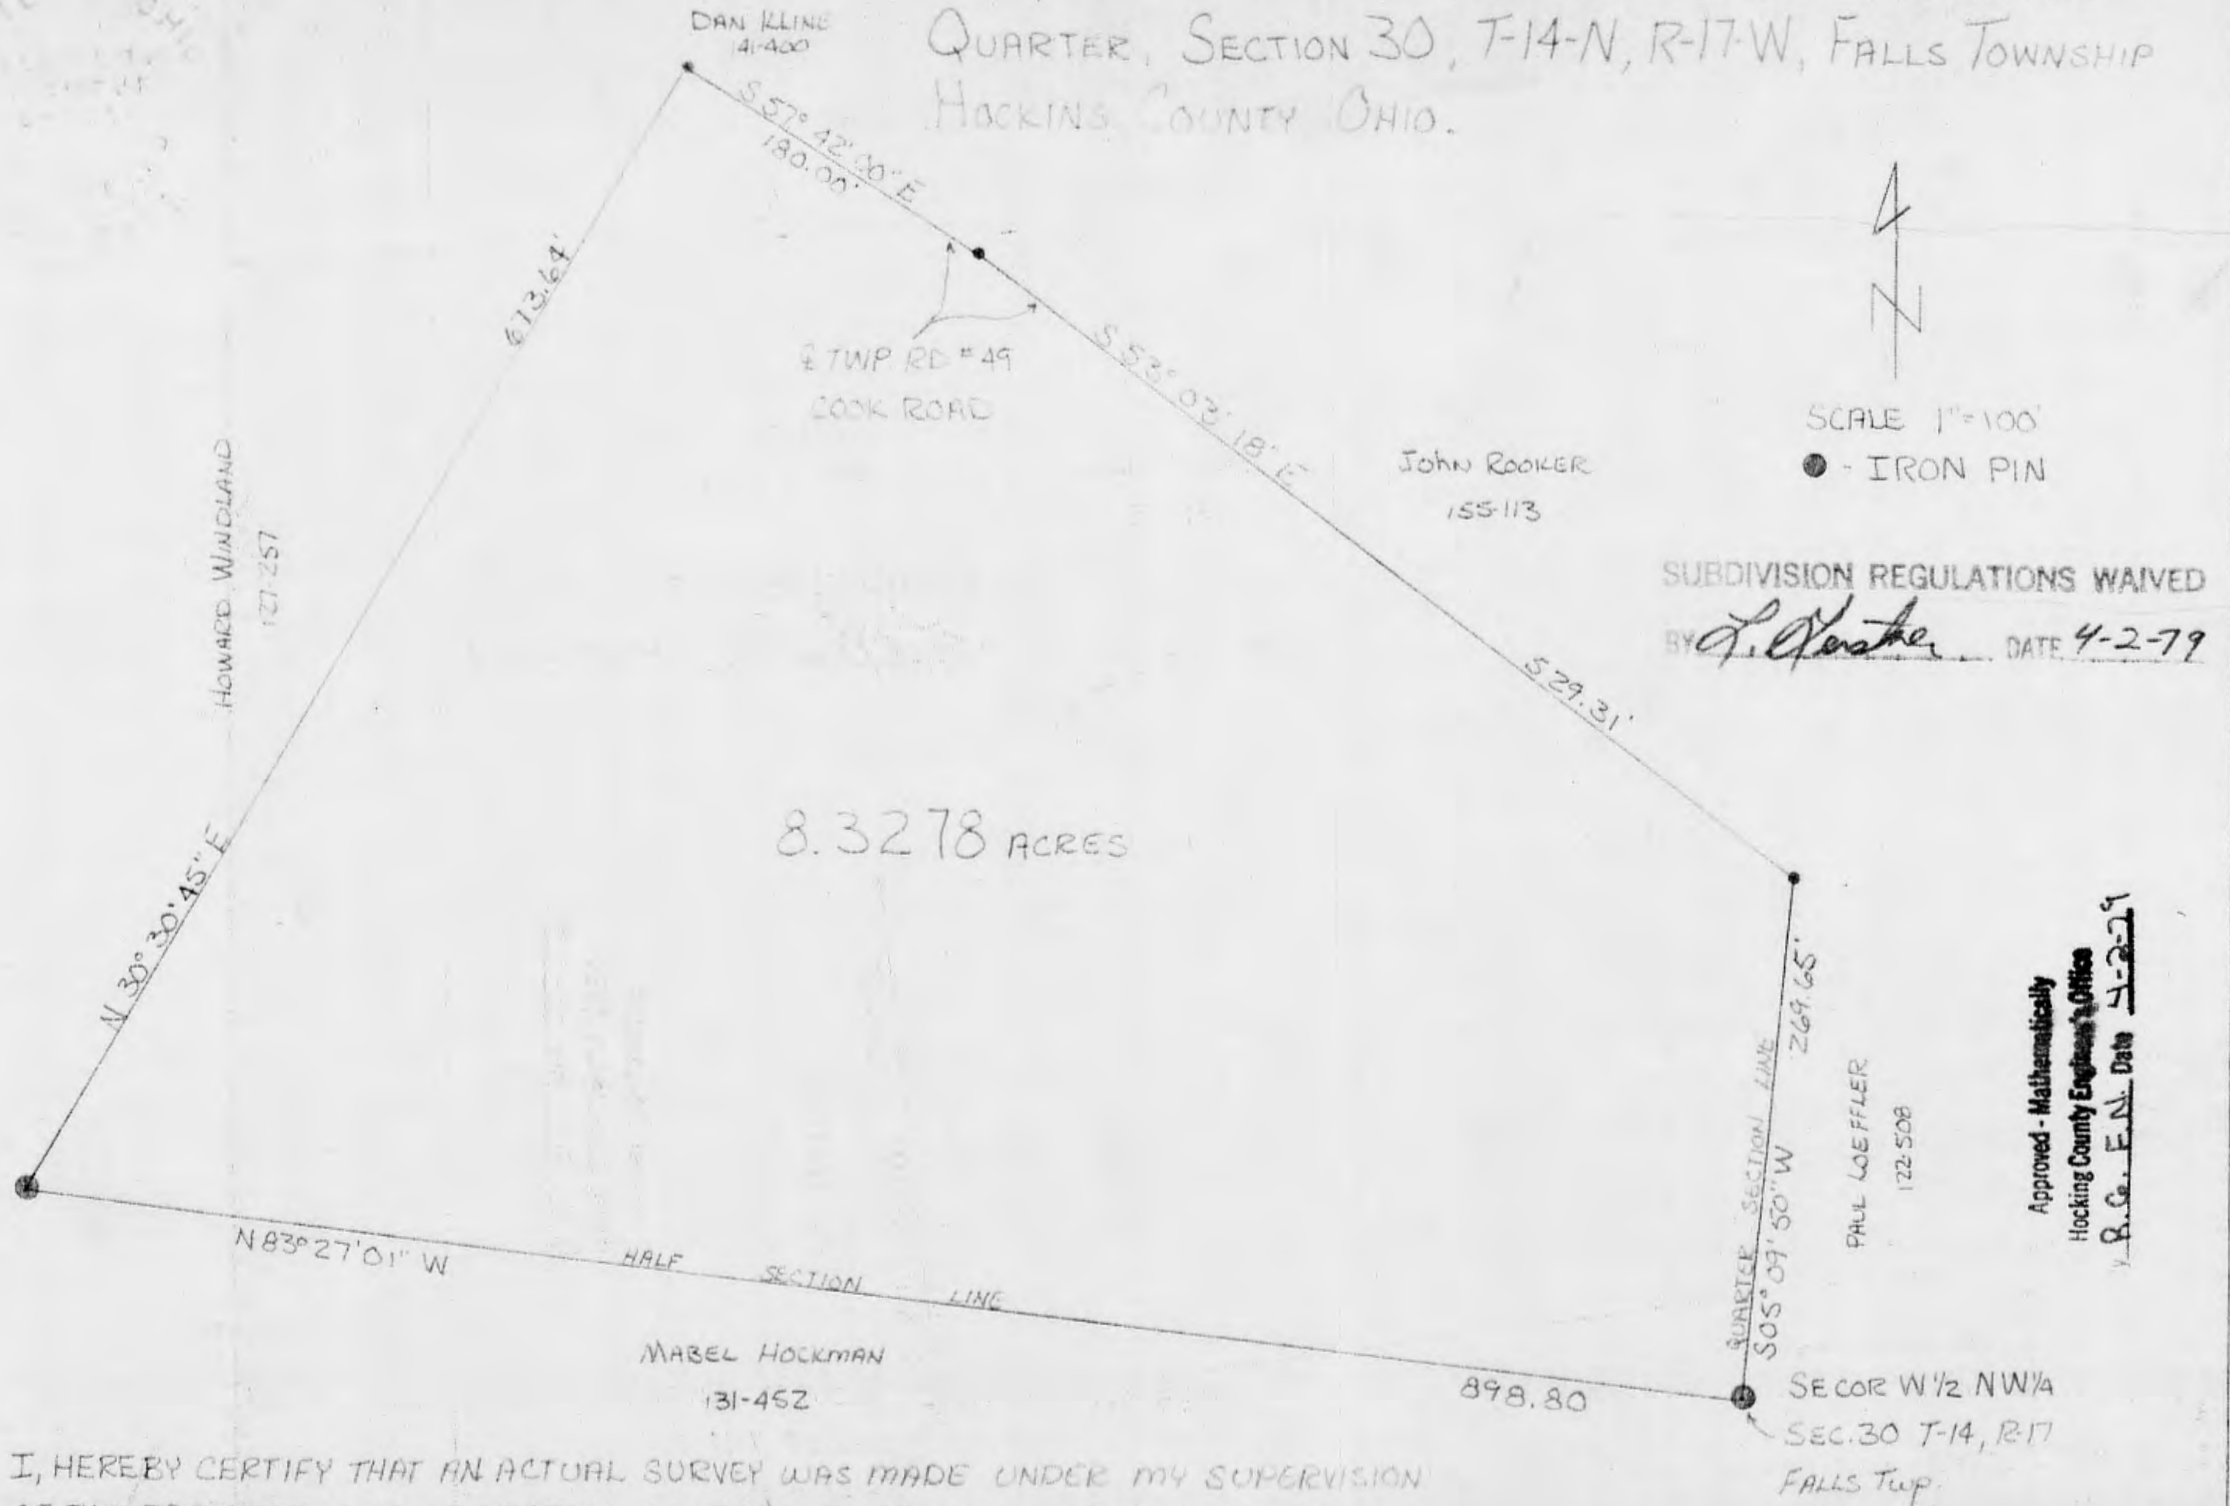 DAN KLINE
141-400
QUARTER, SECTION 30, T-14-N, R-17-W, FALLS TOWNSHIP
HOCKING COUNTY OHIO.
S 57° 42' 00" E
180.00'
673.64'
℄ TWP RD #49
COOK ROAD
S 53° 03' 18" E
529.31'
JOHN ROOKER
155-113
N
SCALE 1"=100'
● - IRON PIN
SUBDIVISION REGULATIONS WAIVED
BY DATE 4-2-79
HOWARD WINDLAND
127-257
N 30° 30' 45" E
8.3278 ACRES
QUARTER SECTION LINE
S05° 09' 50" W 269.65'
PAUL LOEFFLER
122-508
Approved - Mathematically
Hocking County Engineer's Office
R.G. E.N. Date 4-2-79
N 83° 27' 01" W
HALF SECTION LINE
898.80
MABEL HOCKMAN
131-452
SE COR W 1/2 NW 1/4
SEC. 30 T-14, R-17
FALLS TWP.
I, HEREBY CERTIFY THAT AN ACTUAL SURVEY WAS MADE UNDER MY SUPERVISION